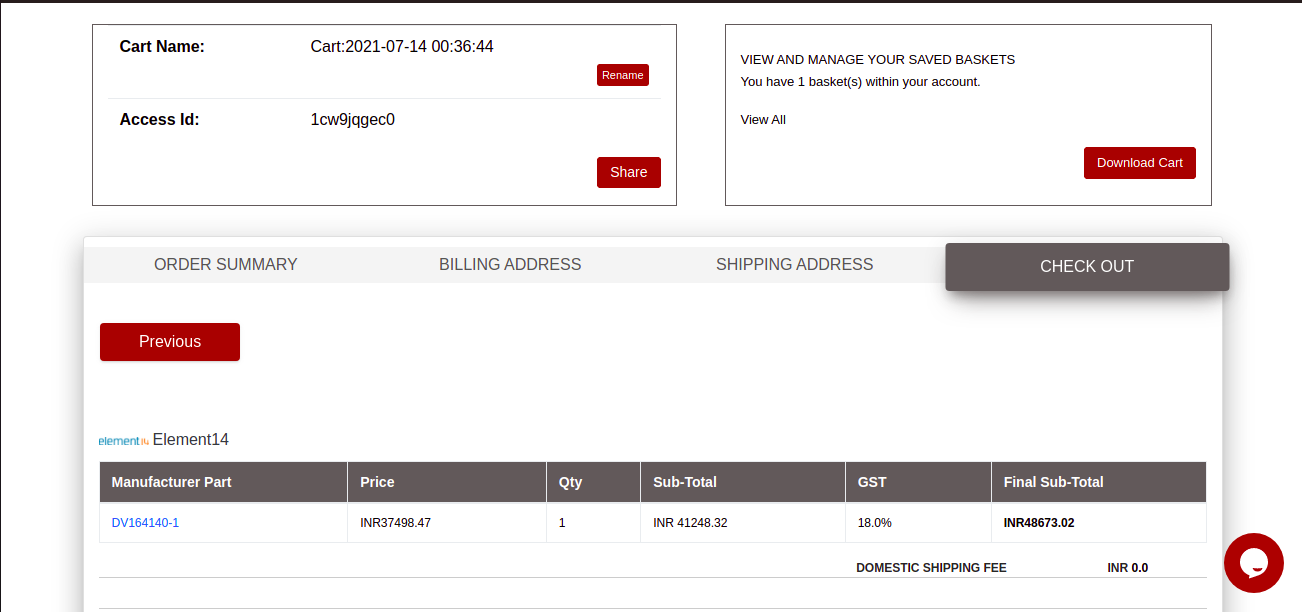 Cart Name: Cart:2021-07-14 00:36:44
Rename
Access Id: 1cw9jqgec0
Share
VIEW AND MANAGE YOUR SAVED BASKETS
You have 1 basket(s) within your account.
View All
Download Cart
ORDER SUMMARY BILLING ADDRESS SHIPPING ADDRESS CHECK OUT
Previous
element14 Element14
Manufacturer Part Price Qty Sub-Total GST Final Sub-Total
DV164140-1 INR37498.47 1 INR 41248.32 18.0% INR48673.02
DOMESTIC SHIPPING FEE INR 0.0